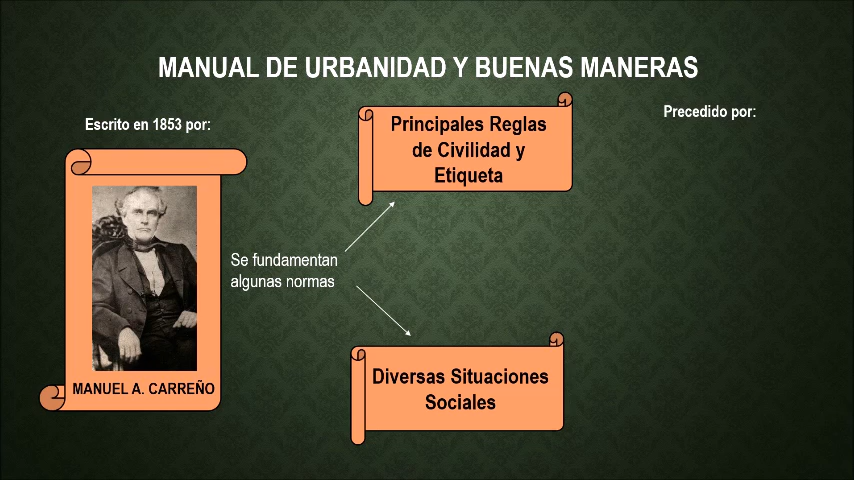 MANUAL DE URBANIDAD Y BUENAS MANERAS
Escrito en 1853 por:
MANUEL A. CARREÑO
Se fundamentan
algunas normas
Principales Reglas
de Civilidad y
Etiqueta
Diversas Situaciones
Sociales
Precedido por: